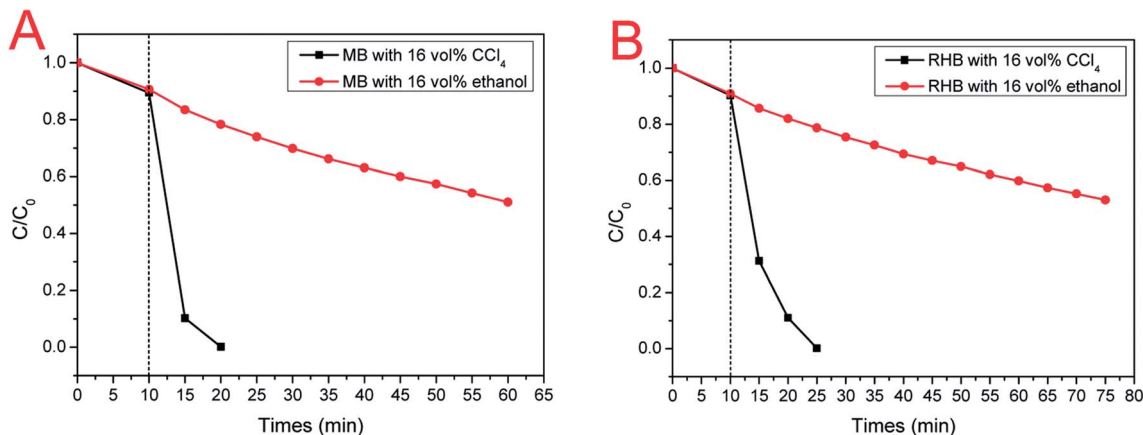 A
MB with 16 vol% CCl₄
MB with 16 vol% ethanol
1.0
0.8
0.6
0.4
0.2
0.0
C/C₀
0 5 10 15 20 25 30 35 40 45 50 55 60 65
Times (min)
B
RHB with 16 vol% CCl₄
RHB with 16 vol% ethanol
1.0
0.8
0.6
0.4
0.2
0.0
C/C₀
0 5 10 15 20 25 30 35 40 45 50 55 60 65 70 75 80
Times (min)